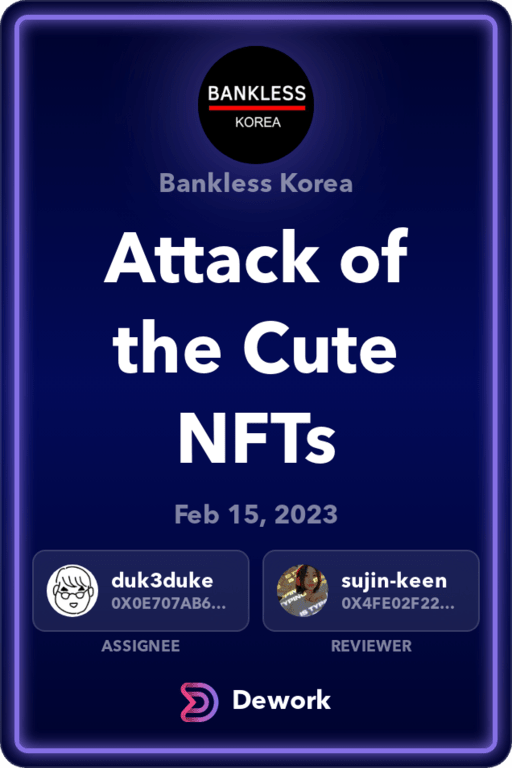 BANKLESS
KOREA
Bankless Korea
Attack of
the Cute
NFTs
Feb 15, 2023
duk3duke
0X0E707AB6...
ASSIGNEE
sujin-keen
0X4FE02F22...
REVIEWER
Dework